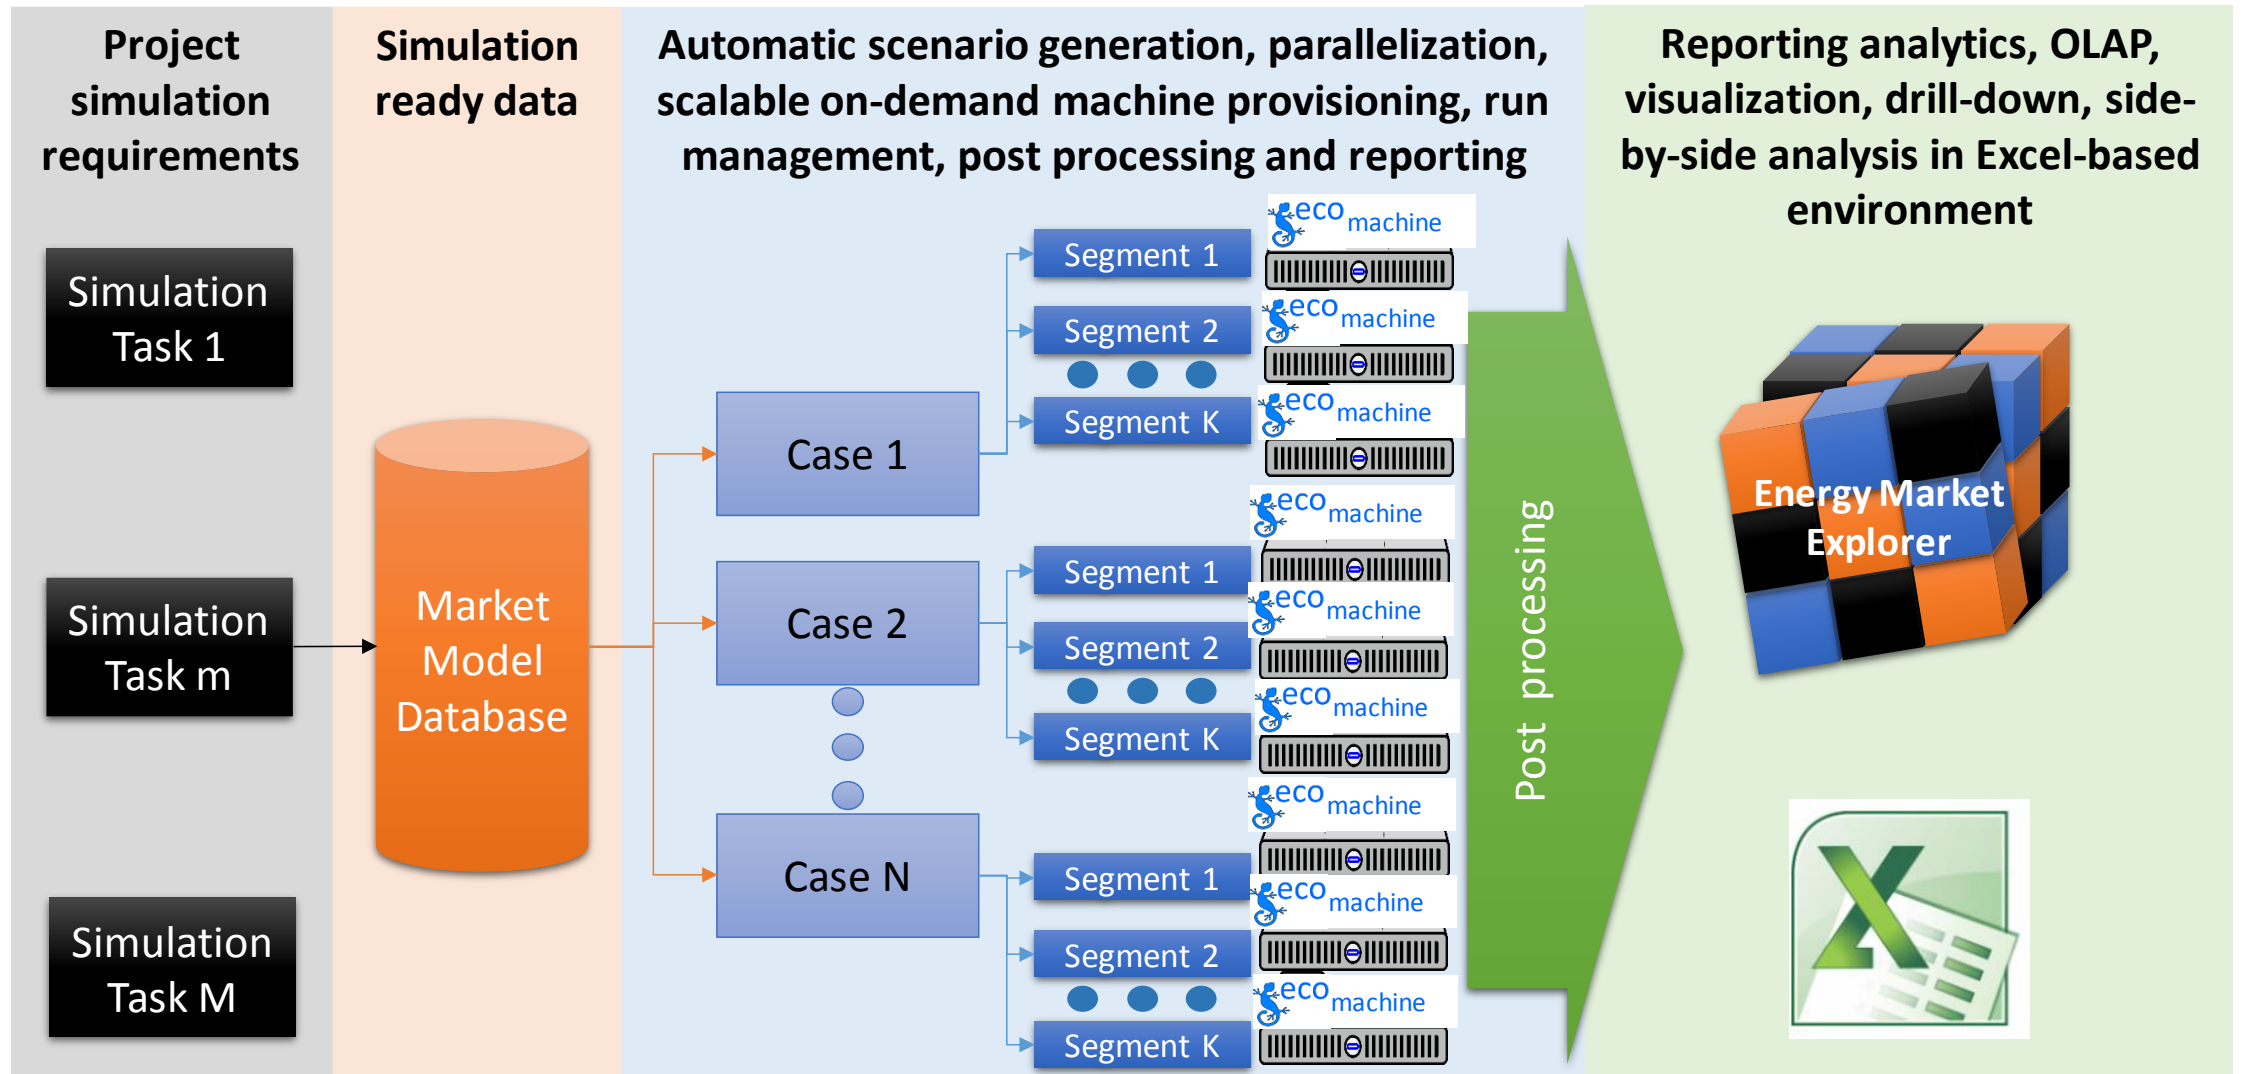 Project
simulation
requirements
Simulation
ready data
Automatic scenario generation, parallelization,
scalable on-demand machine provisioning, run
management, post processing and reporting
Reporting analytics, OLAP,
visualization, drill-down, side-
by-side analysis in Excel-based
environment
Simulation
Task 1
Simulation
Task m
Simulation
Task M
Market
Model
Database
Case 1
Case 2
Case N
Segment 1
eco machine
Segment 2
eco machine
Segment K
eco machine
eco machine
Segment 1
eco machine
Segment 2
eco machine
Segment K
eco machine
Segment 1
eco machine
Segment 2
eco machine
Segment K
Post processing
Energy Market
Explorer
X